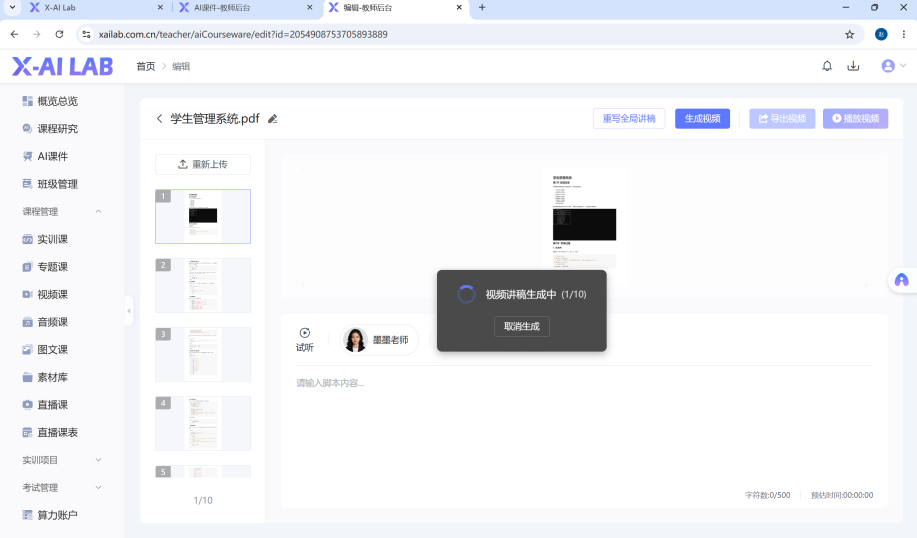 X-AI Lab
AI课件-教师后台
编辑-教师后台
xailab.com.cn/teacher/aiCourseware/edit?id=2054908753705893889
赵
X-AI LAB
首页 > 编辑
概览总览
课程研究
AI课件
班级管理
课程管理
实训课
专题课
视频课
音频课
图文课
素材库
直播课
直播课表
实训项目
考试管理
算力账户
学生管理系统.pdf
重写全局讲稿
生成视频
导出视频
播放视频
重新上传
1
2
3
4
5
1/10
学生管理系统
视频讲稿生成中 (1/10)
取消生成
试听
墨墨老师
请输入脚本内容...
字符数:0/500
预估时间:00:00:00